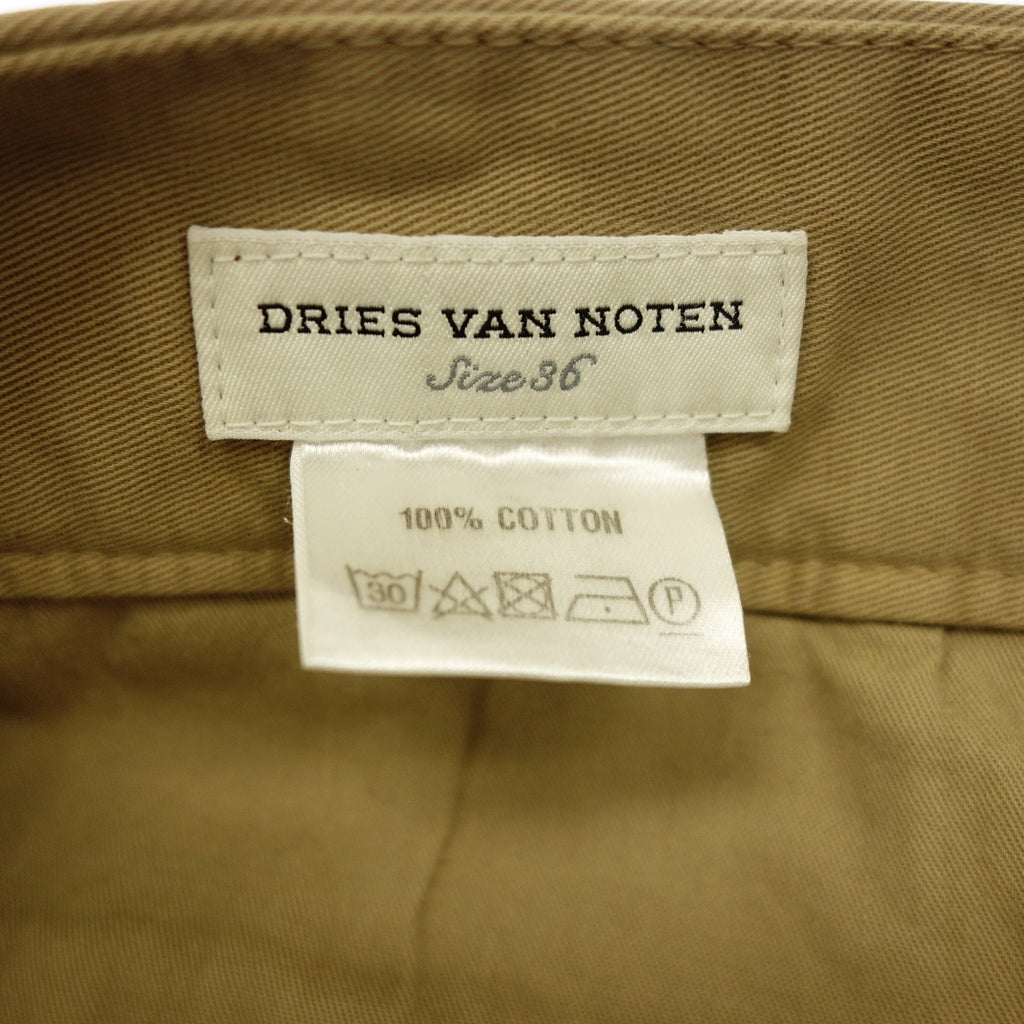 DRIES VAN NOTEN
Size 36
100% COTTON
30 P